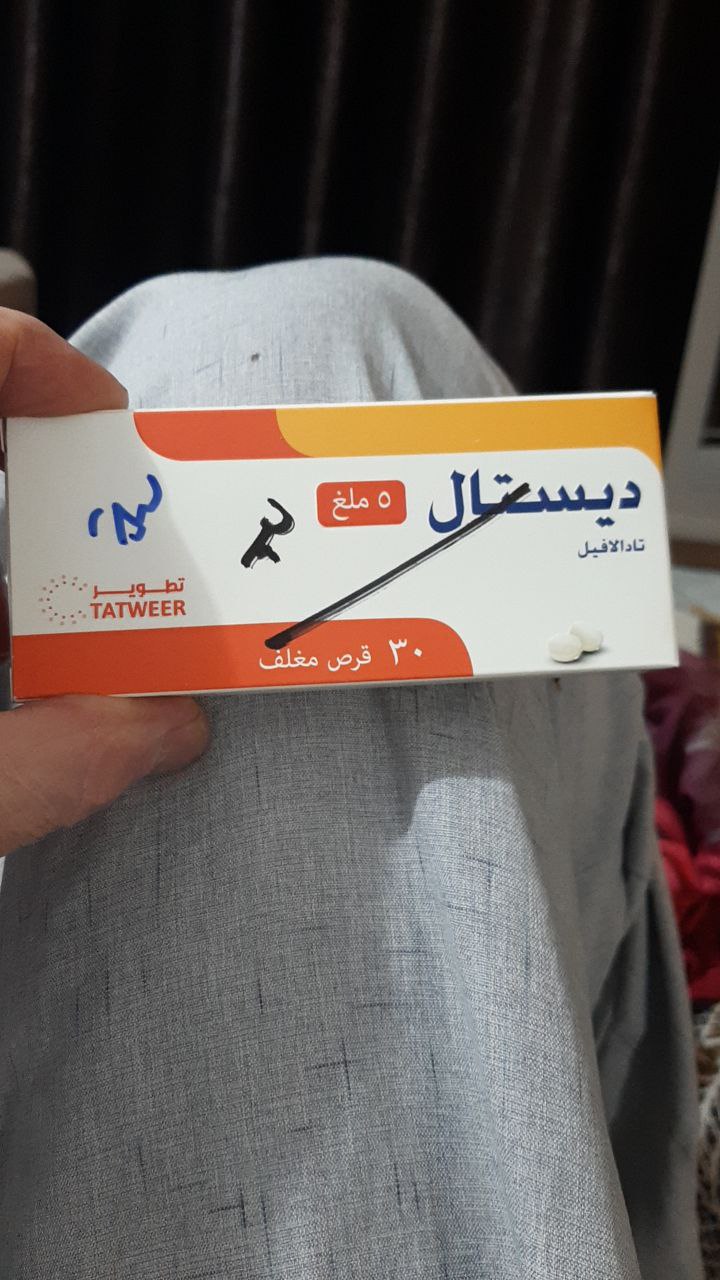 ديستال
٥ ملغ
تادالافيل
تطوير
TATWEER
٣٠ قرص مغلف